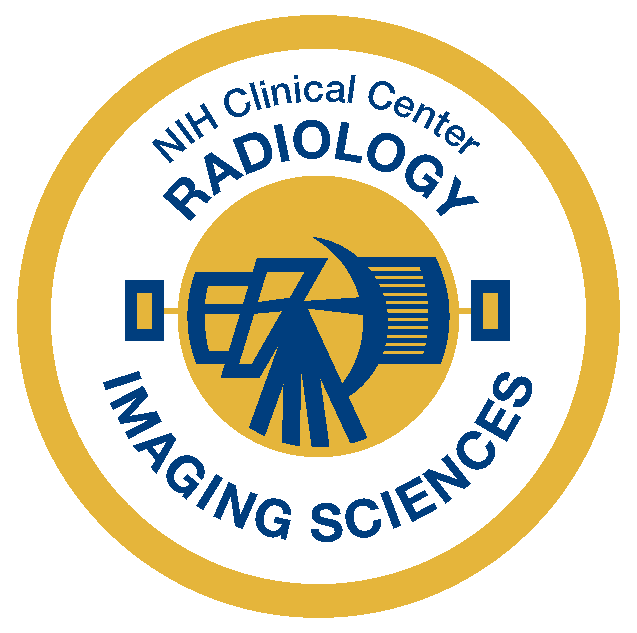 NIH Clinical Center
RADIOLOGY
IMAGING SCIENCES